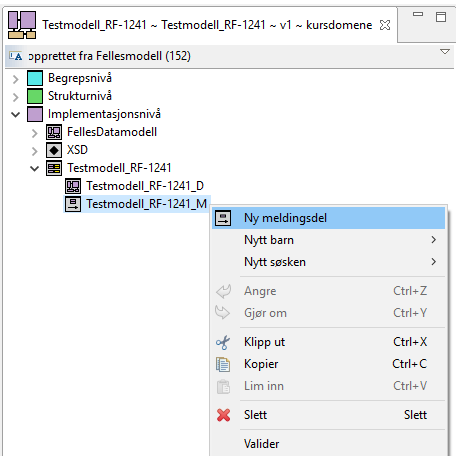 Testmodell_RF-1241 ~ Testmodell_RF-1241 ~ v1 ~ kursdomene
opprettet fra Fellesmodell (152)
Begrepsnivå
Strukturnivå
Implementasjonsnivå
FellesDatamodell
XSD
Testmodell_RF-1241
Testmodell_RF-1241_D
Testmodell_RF-1241_M
Ny meldingsdel
Nytt barn
Nytt søsken
Angre Ctrl+Z
Gjør om Ctrl+Y
Klipp ut Ctrl+X
Kopier Ctrl+C
Lim inn Ctrl+V
Slett Slett
Valider